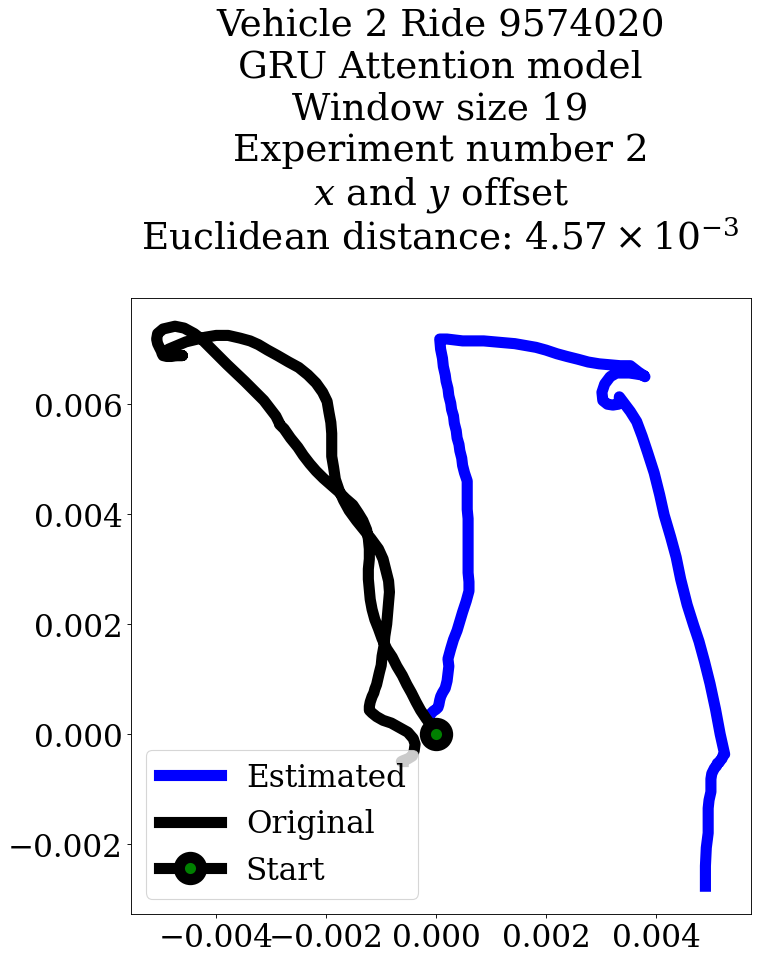 Vehicle 2 Ride 9574020
GRU Attention model
Window size 19
Experiment number 2
x and y offset
Euclidean distance: 4.57 × 10⁻³
0.006
0.004
0.002
0.000
−0.002
Estimated
Original
Start
−0.004 −0.002 0.000 0.002 0.004